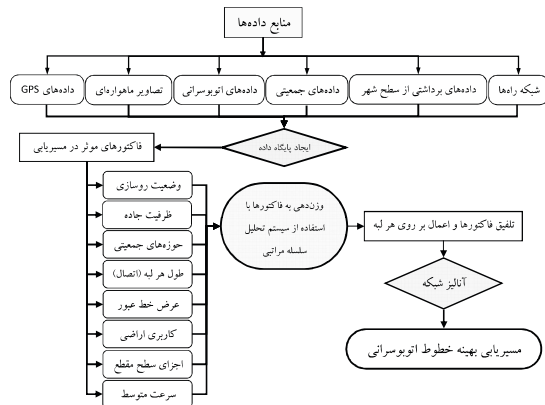 منابع داده‌ها
شبکه راه‌ها
داده‌های برداشتی از سطح شهر
داده‌های جمعیتی
داده‌های اتوبوسرانی
تصاویر ماهواره‌ای
داده‌های GPS
ایجاد پایگاه داده
فاکتورهای موثر در مسیریابی
وضعیت روسازی
ظرفیت جاده
حوزه‌های جمعیتی
طول هر لبه (اتصال)
عرض خط عبور
کاربری اراضی
اجزای سطح مقطع
سرعت متوسط
وزن‌دهی به فاکتورها با
استفاده از سیستم تحلیل
سلسله مراتبی
تلفیق فاکتورها و اعمال بر روی هر لبه
آنالیز شبکه
مسیریابی بهینه خطوط اتوبوسرانی